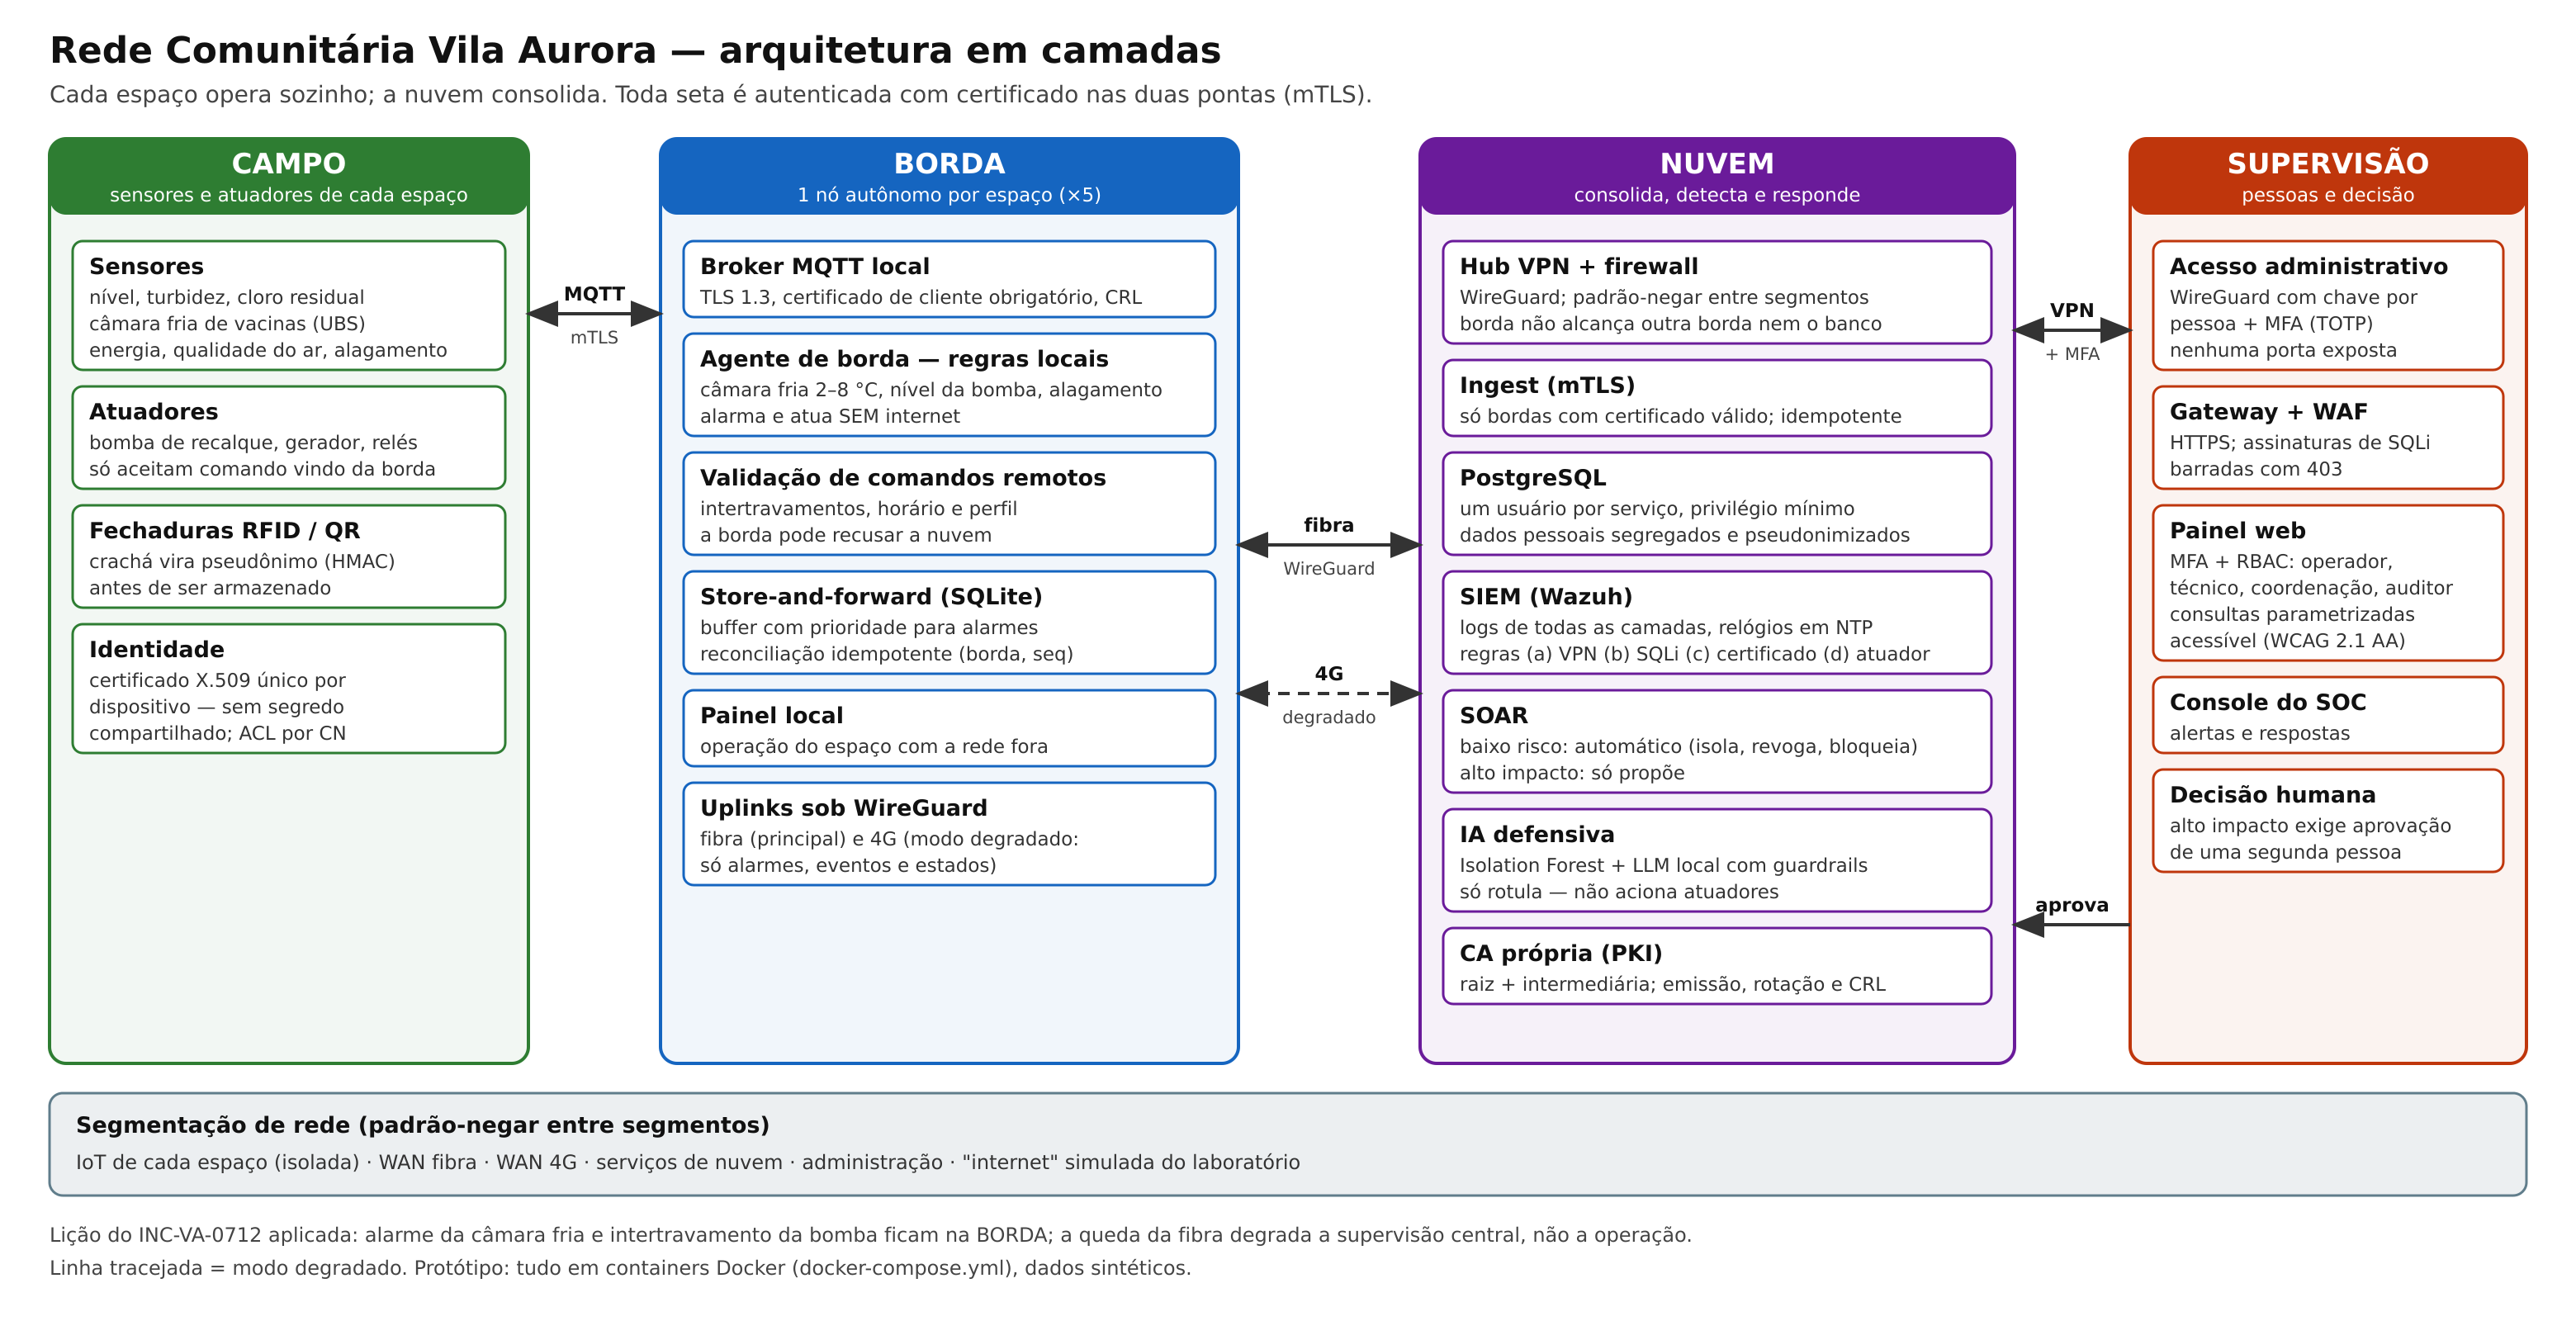 Rede Comunitária Vila Aurora — arquitetura em camadas
Cada espaço opera sozinho; a nuvem consolida. Toda seta é autenticada com certificado nas duas pontas (mTLS).
CAMPO
sensores e atuadores de cada espaço
Sensores
nível, turbidez, cloro residual
câmara fria de vacinas (UBS)
energia, qualidade do ar, alagamento
Atuadores
bomba de recalque, gerador, relés
só aceitam comando vindo da borda
Fechaduras RFID / QR
crachá vira pseudônimo (HMAC)
antes de ser armazenado
Identidade
certificado X.509 único por
dispositivo — sem segredo
compartilhado; ACL por CN
MQTT
mTLS
BORDA
1 nó autônomo por espaço (×5)
Broker MQTT local
TLS 1.3, certificado de cliente obrigatório, CRL
Agente de borda — regras locais
câmara fria 2–8 °C, nível da bomba, alagamento
alarma e atua SEM internet
Validação de comandos remotos
intertravamentos, horário e perfil
a borda pode recusar a nuvem
Store-and-forward (SQLite)
buffer com prioridade para alarmes
reconciliação idempotente (borda, seq)
Painel local
operação do espaço com a rede fora
Uplinks sob WireGuard
fibra (principal) e 4G (modo degradado:
só alarmes, eventos e estados)
fibra
WireGuard
4G
degradado
NUVEM
consolida, detecta e responde
Hub VPN + firewall
WireGuard; padrão-negar entre segmentos
borda não alcança outra borda nem o banco
Ingest (mTLS)
só bordas com certificado válido; idempotente
PostgreSQL
um usuário por serviço, privilégio mínimo
dados pessoais segregados e pseudonimizados
SIEM (Wazuh)
logs de todas as camadas, relógios em NTP
regras (a) VPN (b) SQLi (c) certificado (d) atuador
SOAR
baixo risco: automático (isola, revoga, bloqueia)
alto impacto: só propõe
IA defensiva
Isolation Forest + LLM local com guardrails
só rotula — não aciona atuadores
CA própria (PKI)
raiz + intermediária; emissão, rotação e CRL
VPN
+ MFA
aprova
SUPERVISÃO
pessoas e decisão
Acesso administrativo
WireGuard com chave por
pessoa + MFA (TOTP)
nenhuma porta exposta
Gateway + WAF
HTTPS; assinaturas de SQLi
barradas com 403
Painel web
MFA + RBAC: operador,
técnico, coordenação, auditor
consultas parametrizadas
acessível (WCAG 2.1 AA)
Console do SOC
alertas e respostas
Decisão humana
alto impacto exige aprovação
de uma segunda pessoa
Segmentação de rede (padrão-negar entre segmentos)
IoT de cada espaço (isolada) · WAN fibra · WAN 4G · serviços de nuvem · administração · "internet" simulada do laboratório
Lição do INC-VA-0712 aplicada: alarme da câmara fria e intertravamento da bomba ficam na BORDA; a queda da fibra degrada a supervisão central, não a operação.
Linha tracejada = modo degradado. Protótipo: tudo em containers Docker (docker-compose.yml), dados sintéticos.